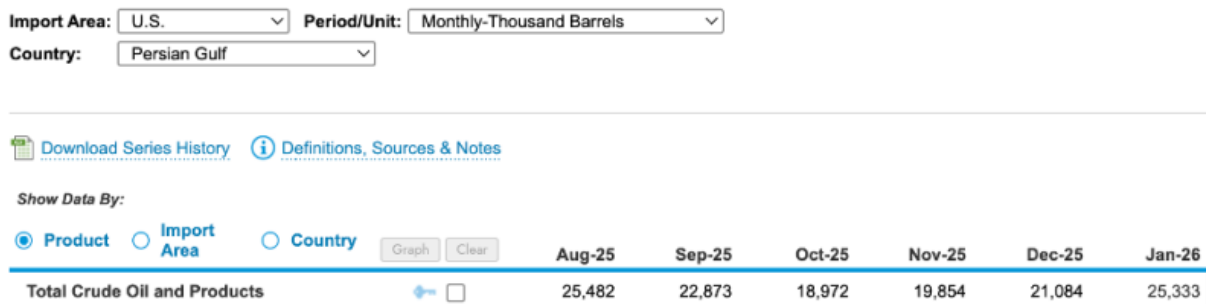 Import Area: U.S. Period/Unit: Monthly-Thousand Barrels
Country: Persian Gulf
Download Series History Definitions, Sources & Notes
Show Data By:
Product Import Area Country Graph Clear Aug-25 Sep-25 Oct-25 Nov-25 Dec-25 Jan-26
Total Crude Oil and Products 25,482 22,873 18,972 19,854 21,084 25,333